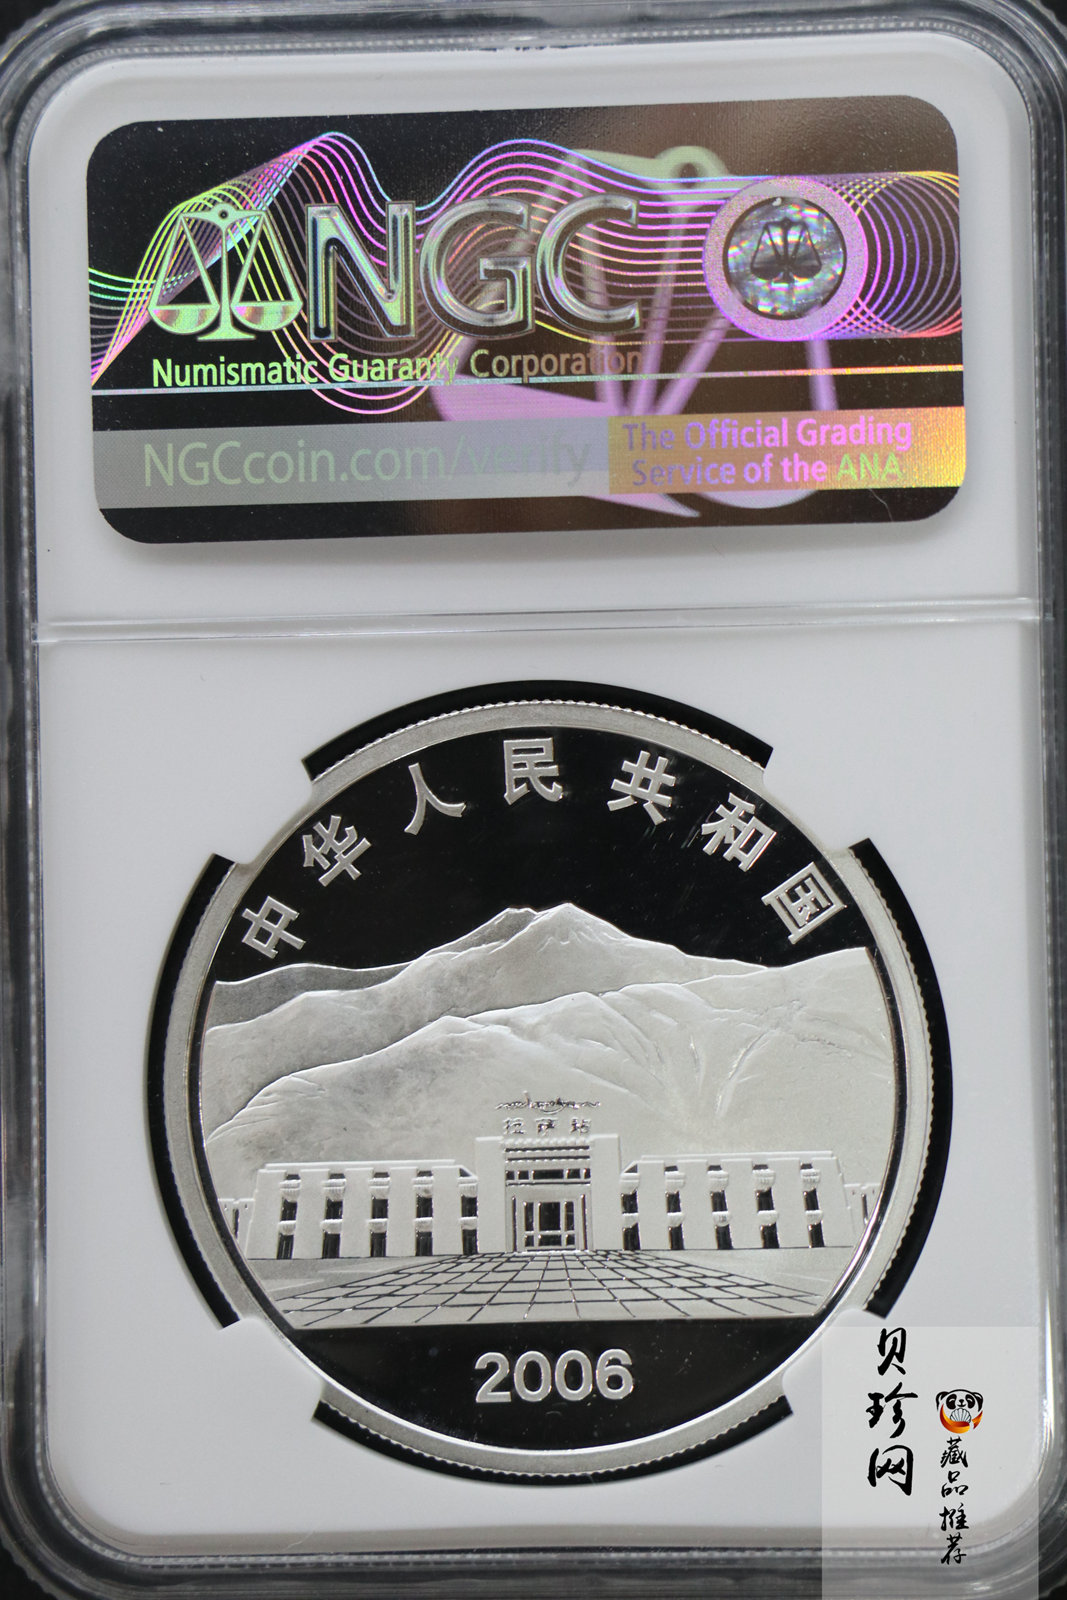 NGC
Numismatic Guaranty Corporation
NGCcoin.com/verify
The Official Grading
Service of the ANA
中华人民共和国
拉萨站
2006
贝珍网
藏品推荐